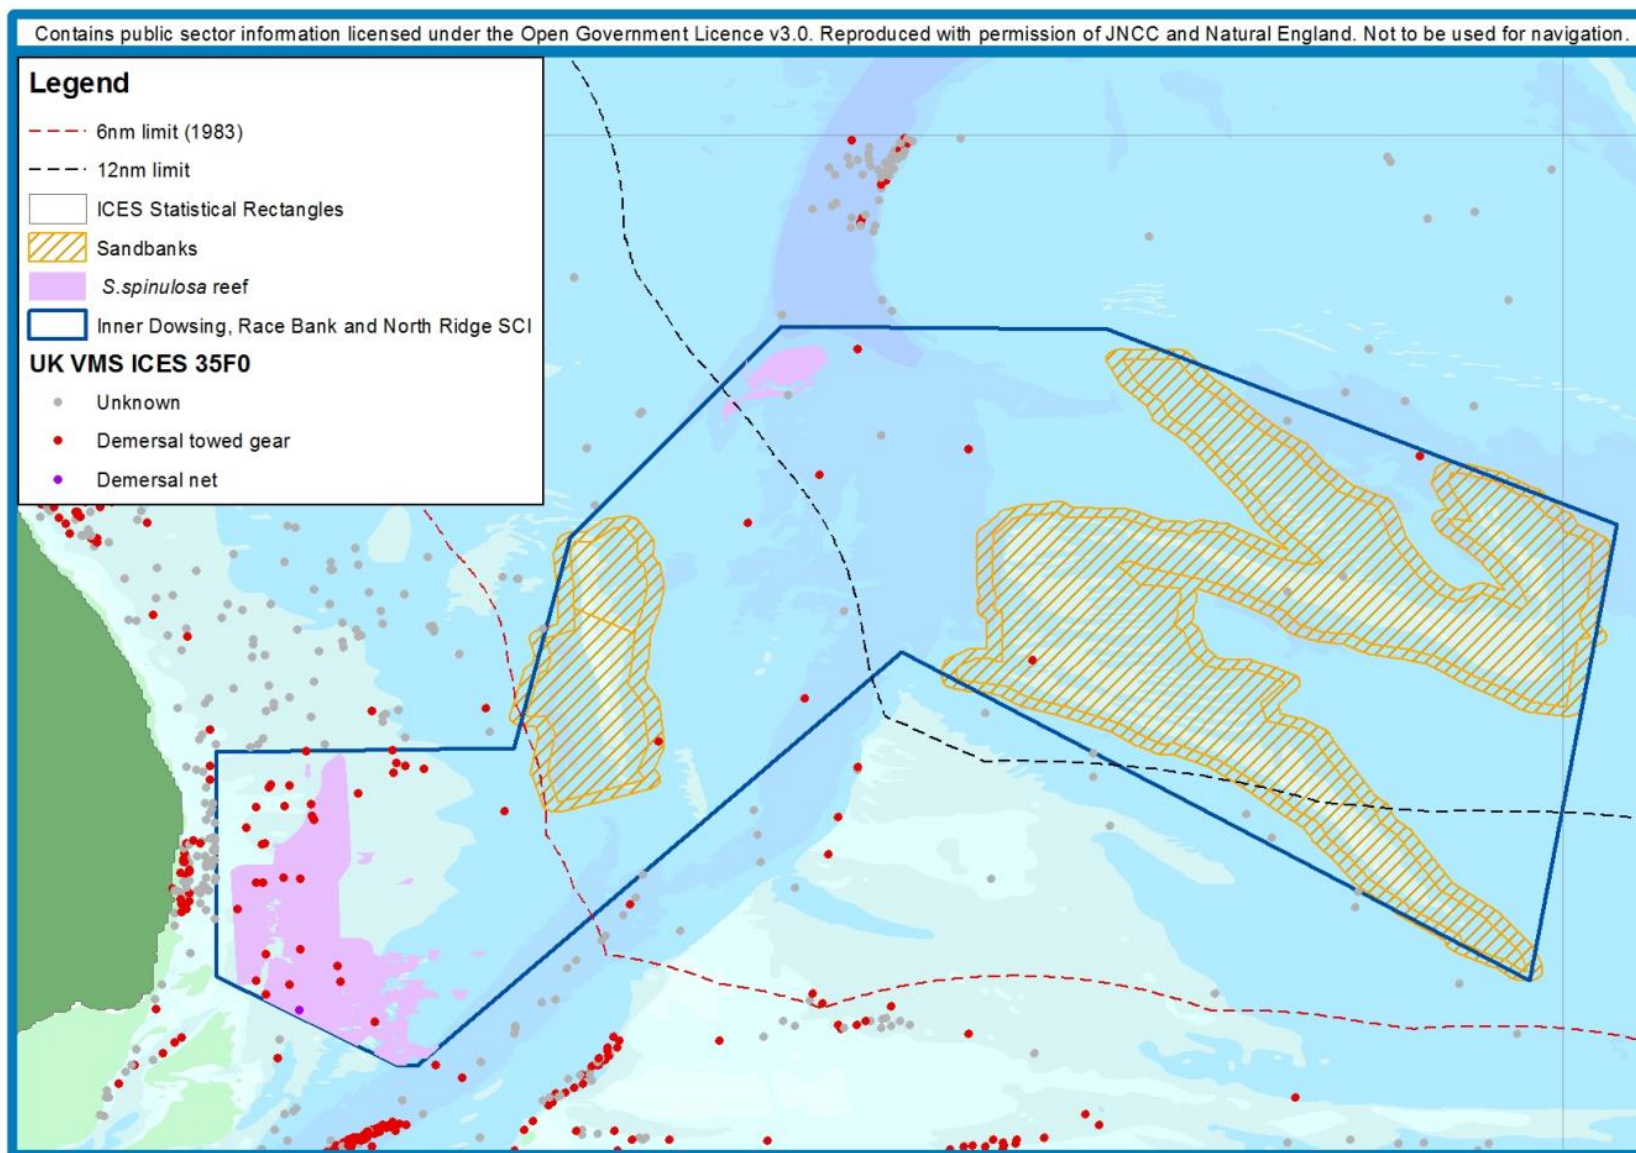 Contains public sector information licensed under the Open Government Licence v3.0. Reproduced with permission of JNCC and Natural England. Not to be used for navigation.
Legend
6nm limit (1983)
12nm limit
ICES Statistical Rectangles
Sandbanks
S.spinulosa reef
Inner Dowsing, Race Bank and North Ridge SCI
UK VMS ICES 35F0
Unknown
Demersal towed gear
Demersal net